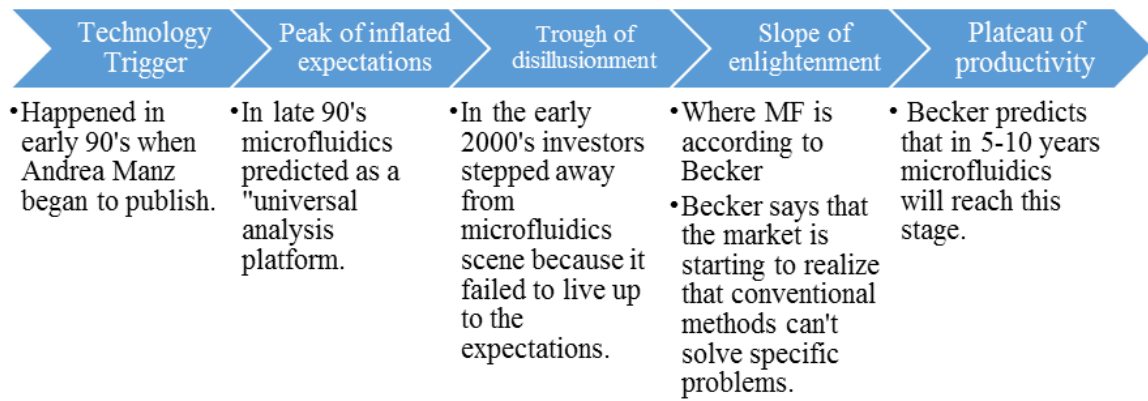 Technology
Trigger
Peak of inflated
expectations
Trough of
disillusionment
Slope of
enlightenment
Plateau of
productivity
•Happened in
early 90's when
Andrea Manz
began to publish.
•In late 90's
microfluidics
predicted as a
"universal
analysis
platform.
•In the early
2000's investors
stepped away
from
microfluidics
scene because it
failed to live up
to the
expectations.
•Where MF is
according to
Becker
•Becker says that
the market is
starting to realize
that conventional
methods can't
solve specific
problems.
• Becker predicts
that in 5-10 years
microfluidics
will reach this
stage.